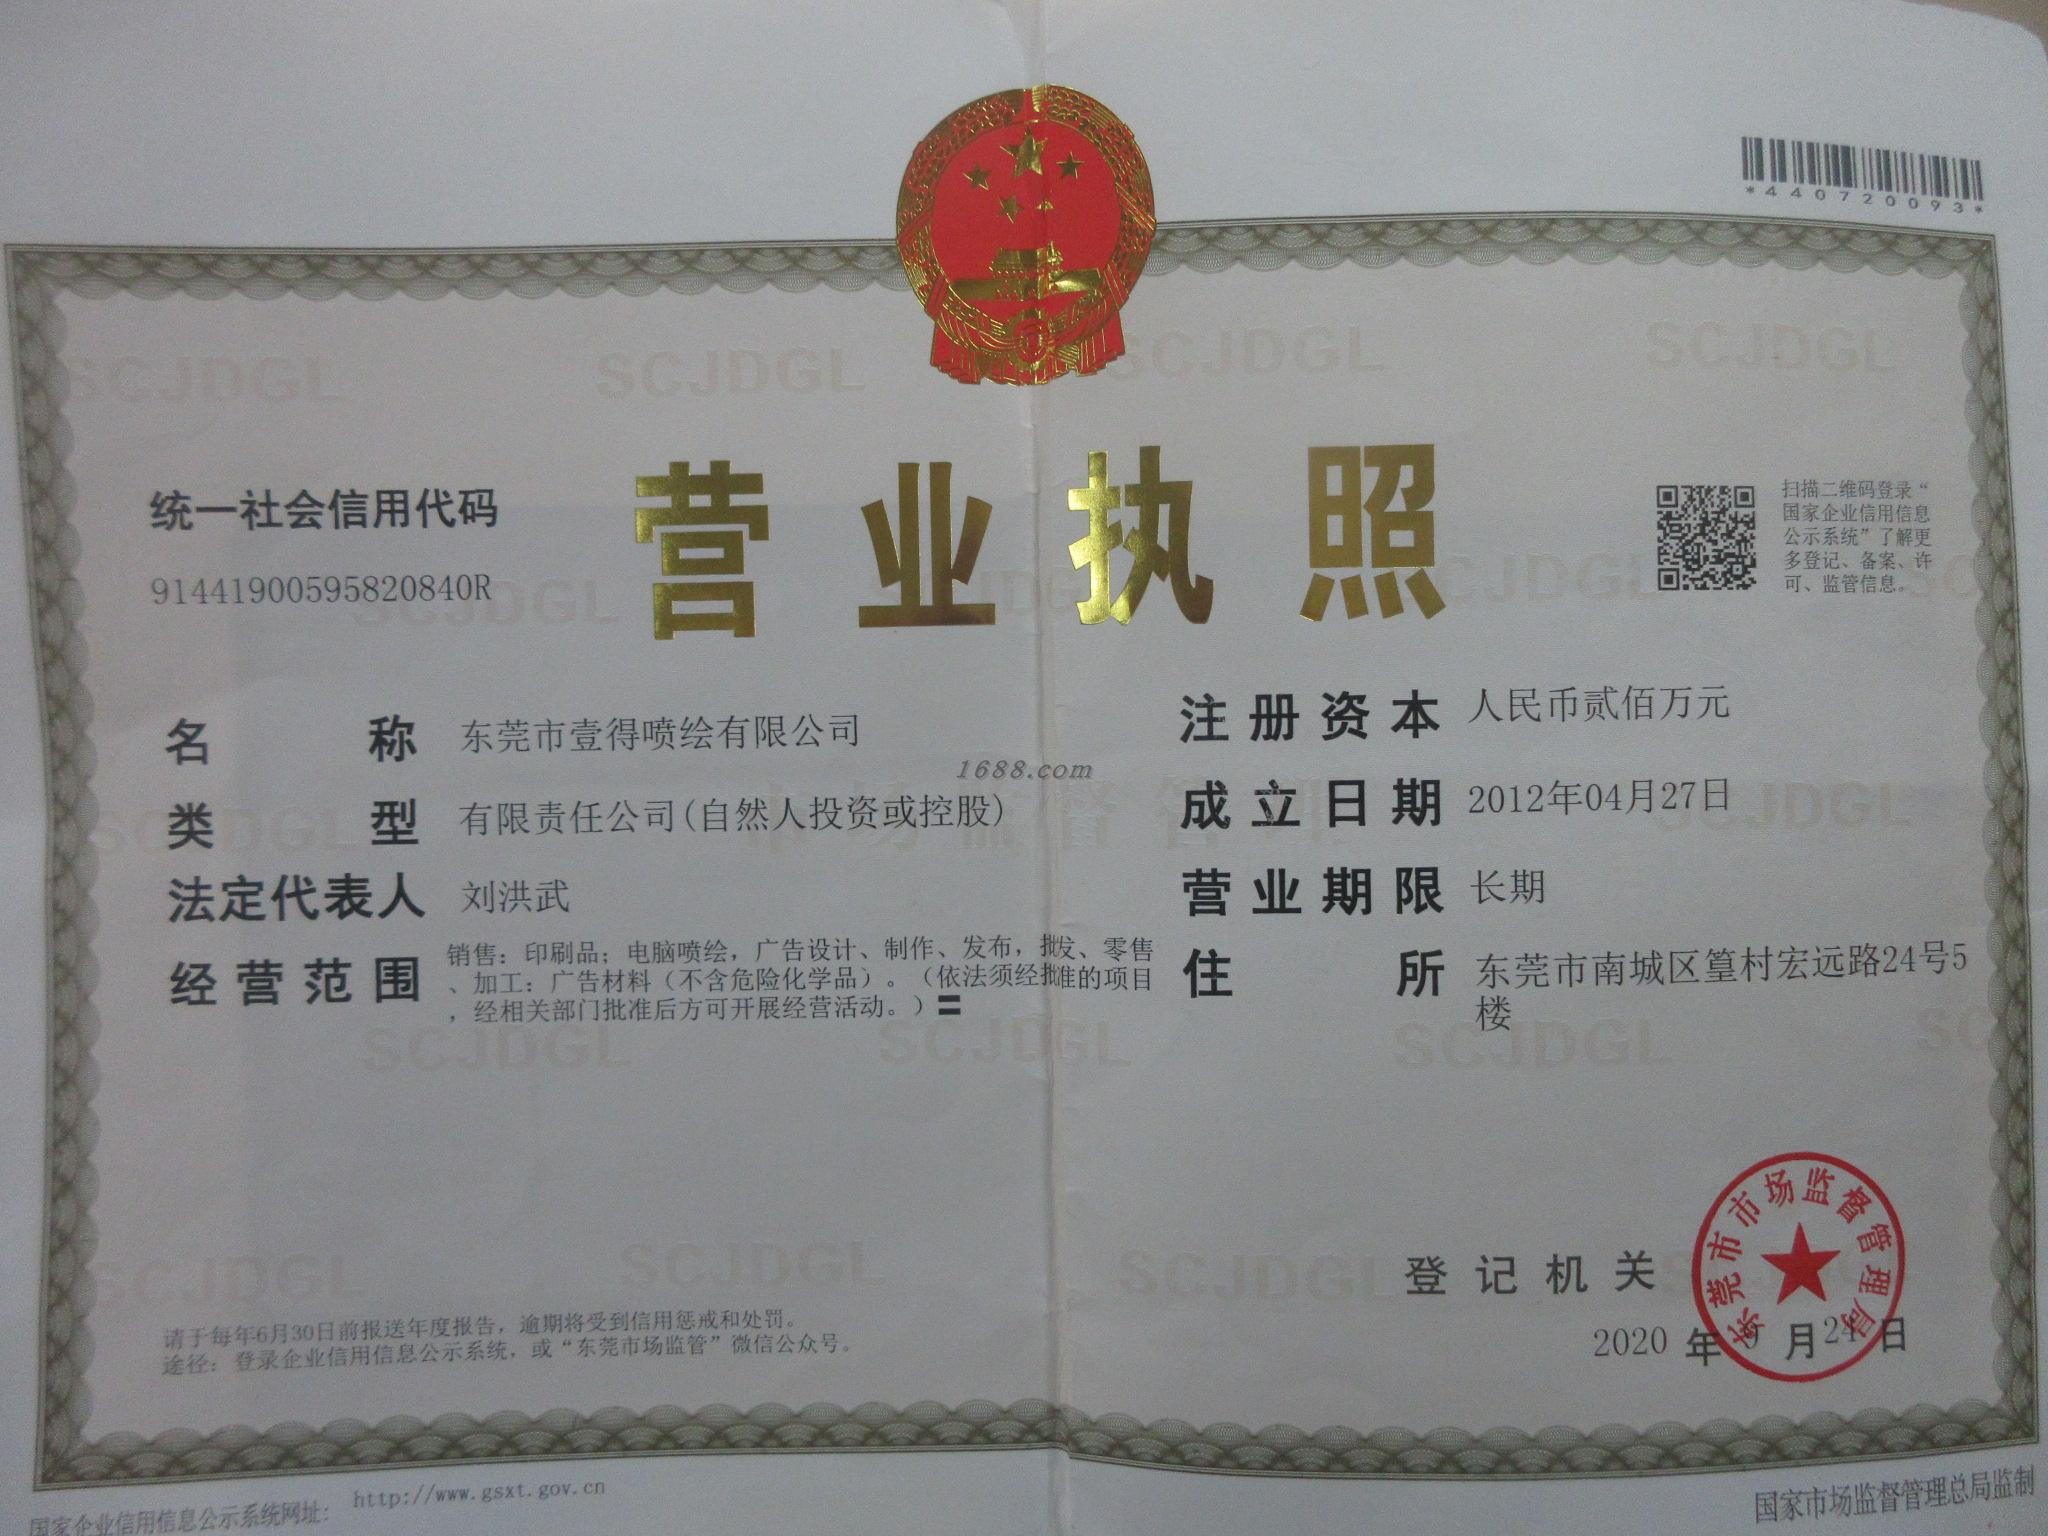 *440720093*
营业执照
统一社会信用代码
91441900595820840R
扫描二维码登录“
国家企业信用信息
公示系统”了解更
多登记、备案、许
可、监管信息。
名称 东莞市壹得喷绘有限公司
类型 有限责任公司(自然人投资或控股)
法定代表人 刘洪武
经营范围 销售：印刷品；电脑喷绘，广告设计、制作、发布，批发、零售
、加工：广告材料（不含危险化学品）。（依法须经批准的项目
，经相关部门批准后方可开展经营活动。）〓
1688.com
注册资本 人民币贰佰万元
成立日期 2012年04月27日
营业期限 长期
住所 东莞市南城区篁村宏远路24号5
楼
登记机关
东莞市市场监督管理局
2020 年 9 月 24 日
请于每年6月30日前报送年度报告，逾期将受到信用惩戒和处罚。
途径：登录企业信用信息公示系统，或“东莞市场监管”微信公众号。
国家企业信用信息公示系统网址：http://www.gsxt.gov.cn
国家市场监督管理总局监制
SCJDGL
市场监督管理